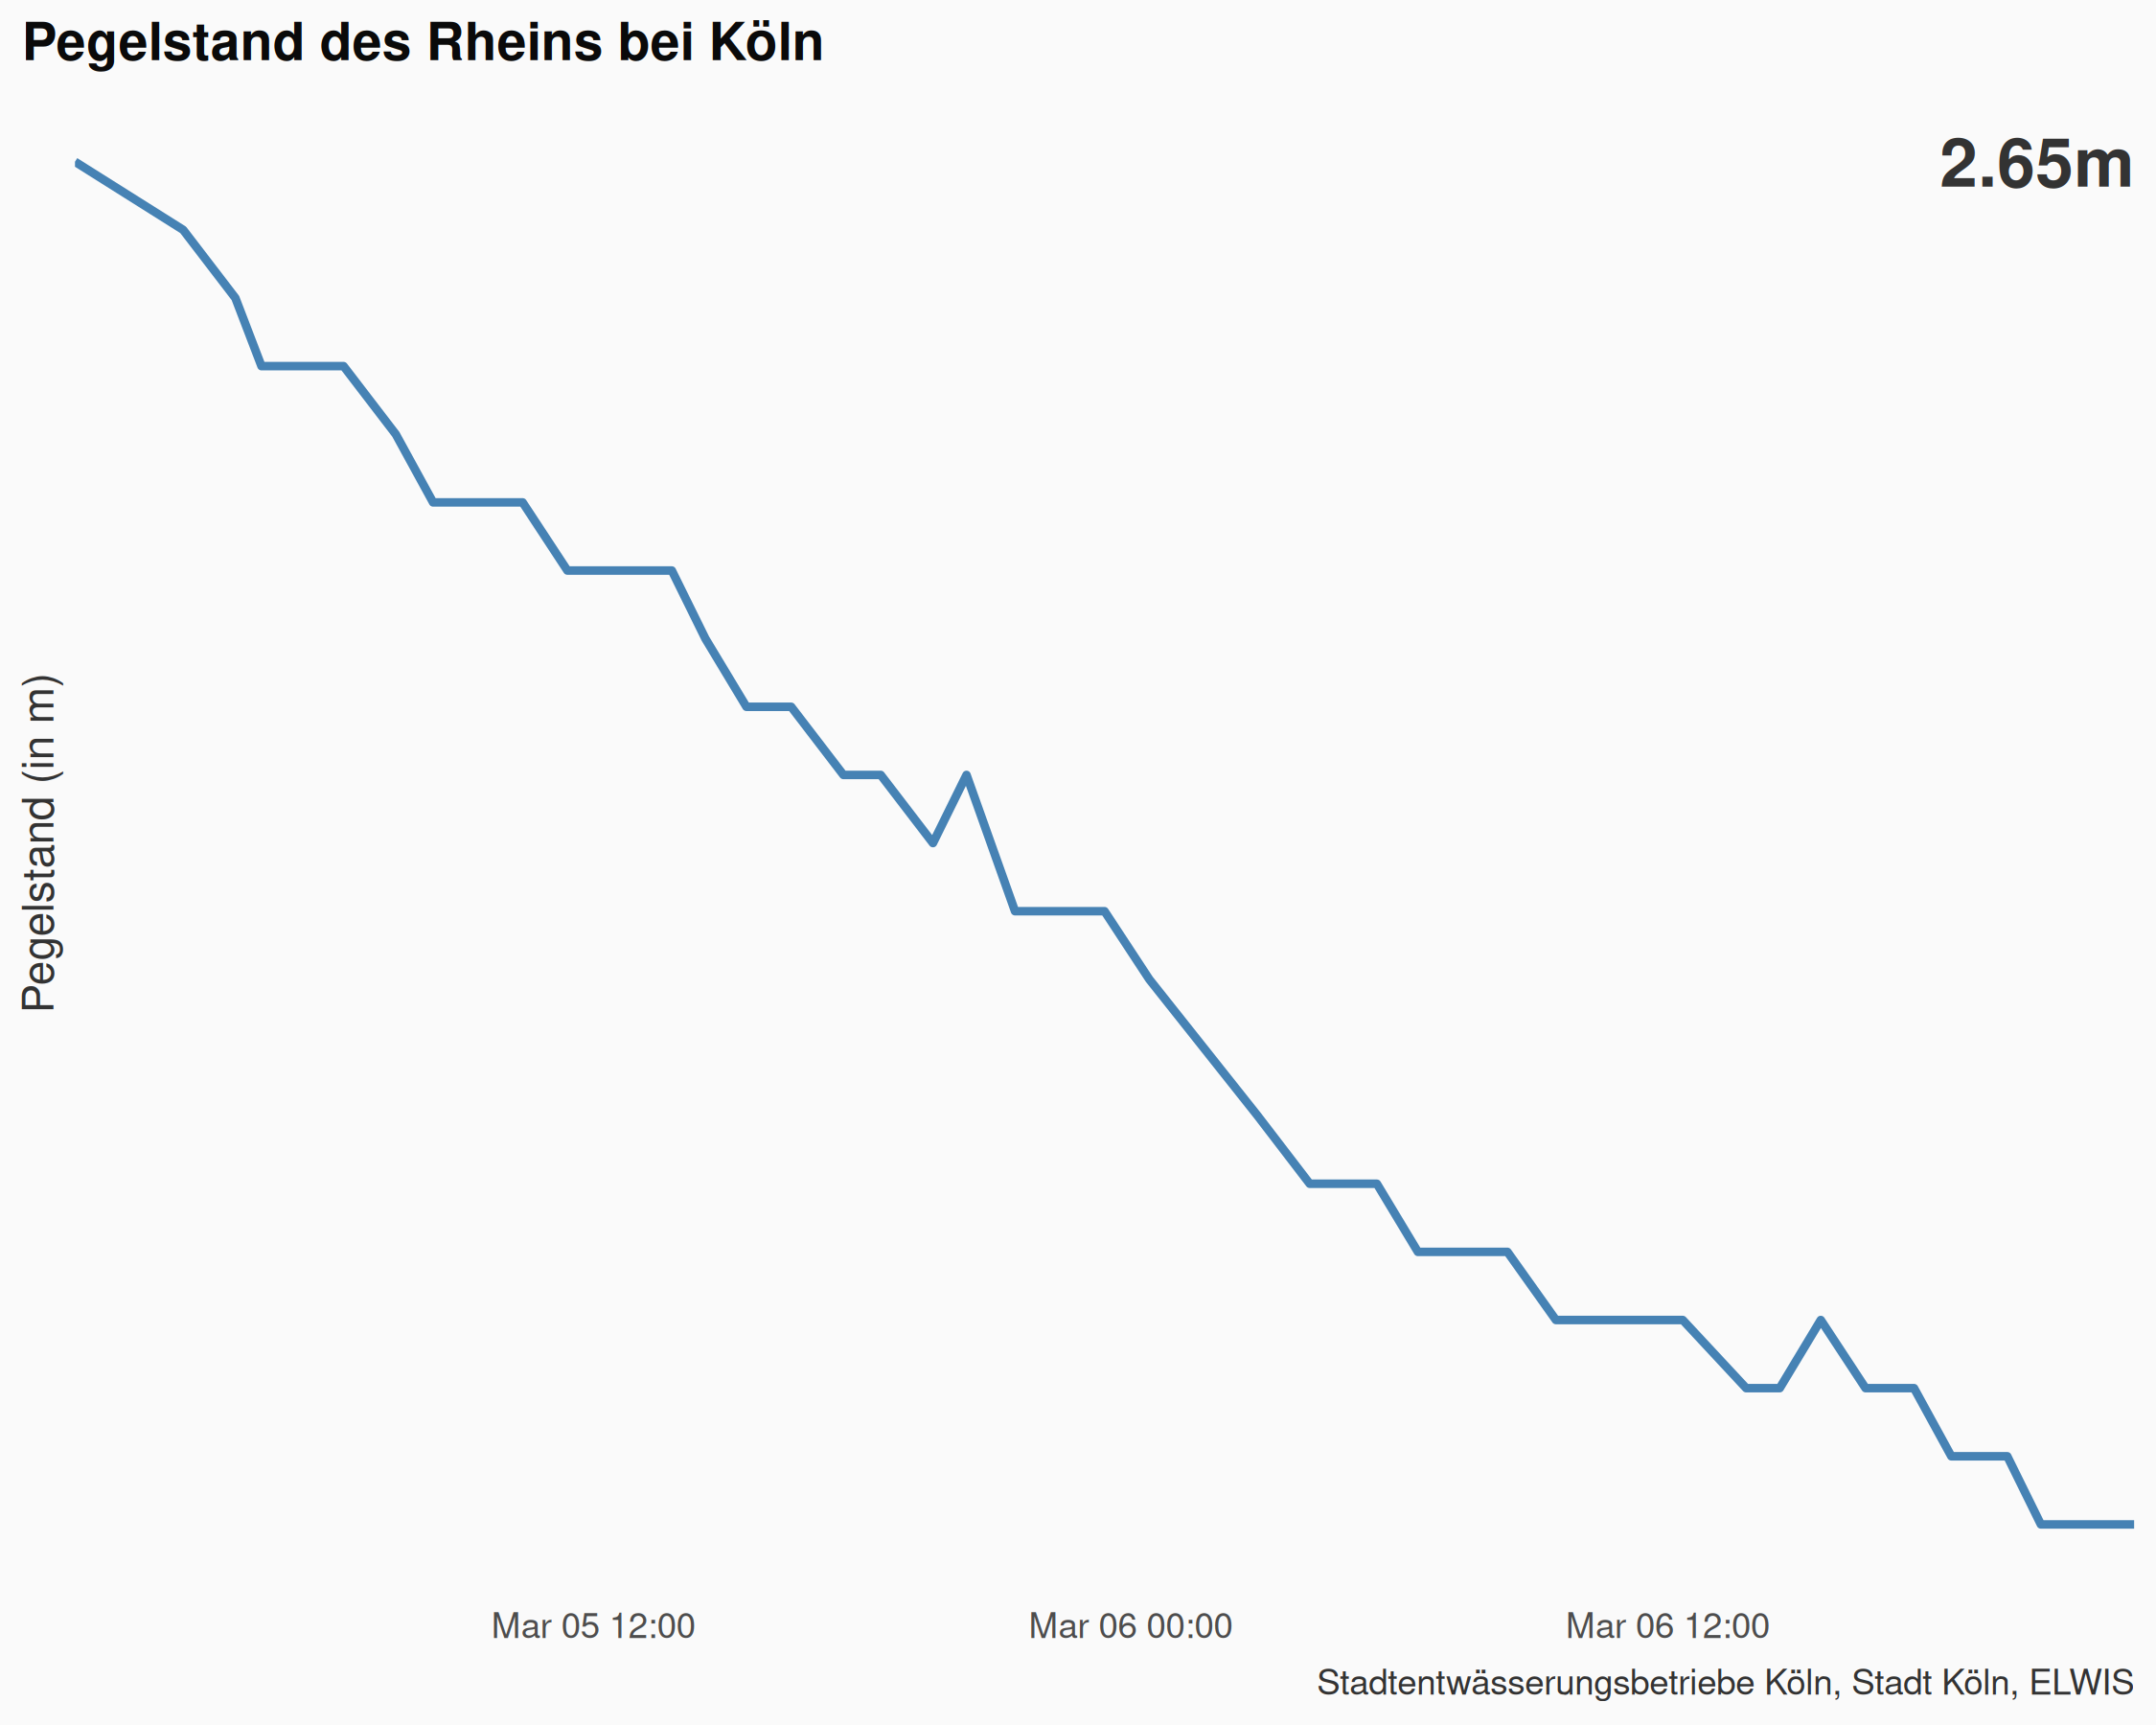 Pegelstand des Rheins bei Köln
2.65m
Pegelstand (in m)
Mar 05 12:00
Mar 06 00:00
Mar 06 12:00
Stadtentwässerungsbetriebe Köln, Stadt Köln, ELWIS